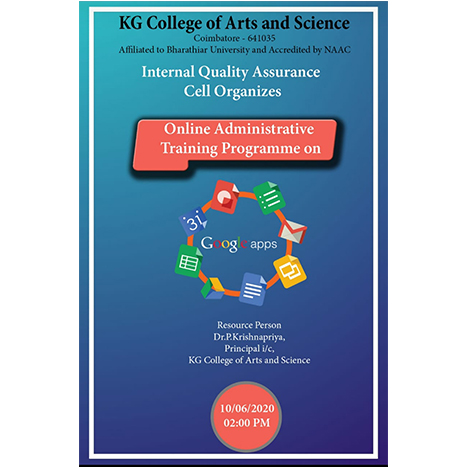 KG College of Arts and Science
Coimbatore - 641035
Affiliated to Bharathiar University and Accredited by NAAC
Internal Quality Assurance
Cell Organizes
Online Administrative
Training Programme on
31
Google apps
Resource Person
Dr.P.Krishnapriya,
Principal i/c,
KG College of Arts and Science
10/06/2020
02:00 PM